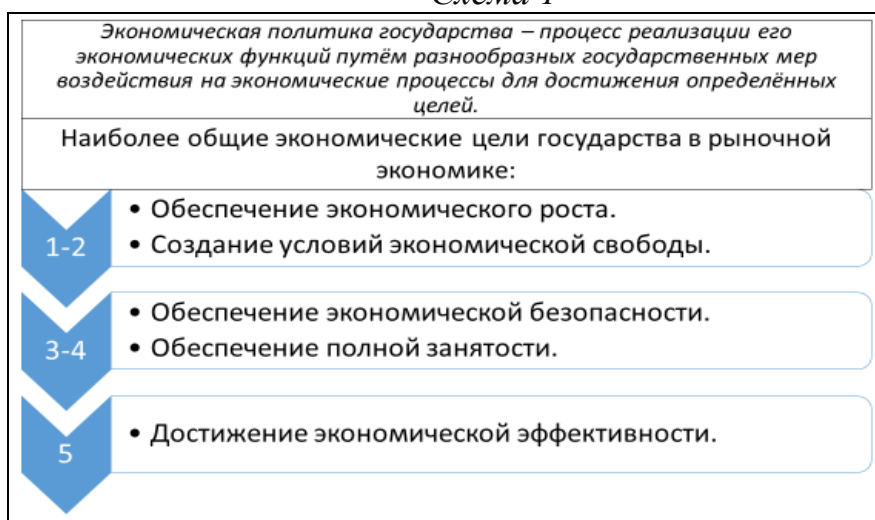 Схема 1
Экономическая политика государства – процесс реализации его
экономических функций путём разнообразных государственных мер
воздействия на экономические процессы для достижения определённых
целей.
Наиболее общие экономические цели государства в рыночной
экономике:
1-2
• Обеспечение экономического роста.
• Создание условий экономической свободы.
3-4
• Обеспечение экономической безопасности.
• Обеспечение полной занятости.
5
• Достижение экономической эффективности.